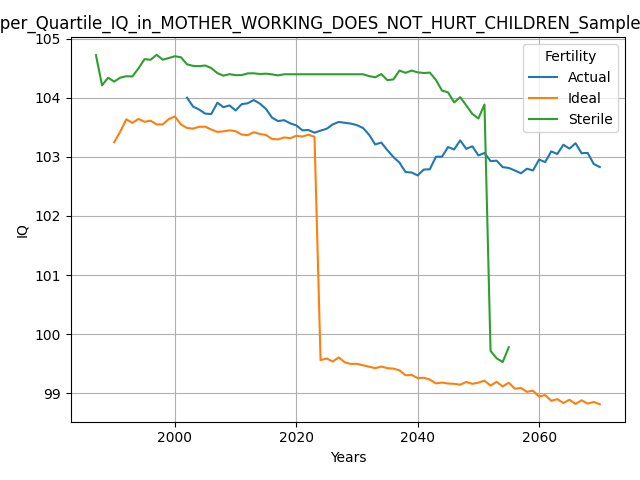 per_Quartile_IQ_in_MOTHER_WORKING_DOES_NOT_HURT_CHILDREN_Sample
Fertility
Actual
Ideal
Sterile
105
104
103
102
101
100
99
IQ
2000 2020 2040 2060
Years